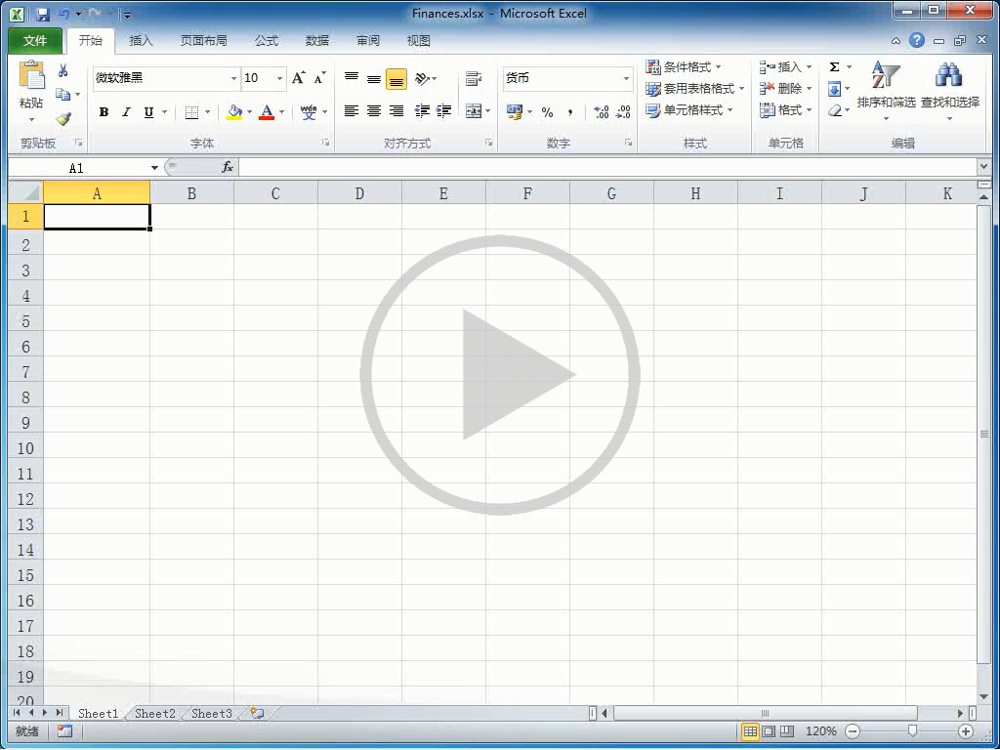 Finances.xlsx - Microsoft Excel
文件 开始 插入 页面布局 公式 数据 审阅 视图
微软雅黑 10 货币 条件格式 插入 Σ
粘贴 套用表格格式 删除 排序和筛选 查找和选择
B I U A wén 文 % , 单元格样式 格式
剪贴板 字体 对齐方式 数字 样式 单元格 编辑
A1 fx
A B C D E F G H I J K
1
2
3
4
5
6
7
8
9
10
11
12
13
14
15
16
17
18
19
20
Sheet1 Sheet2 Sheet3
就绪 120%